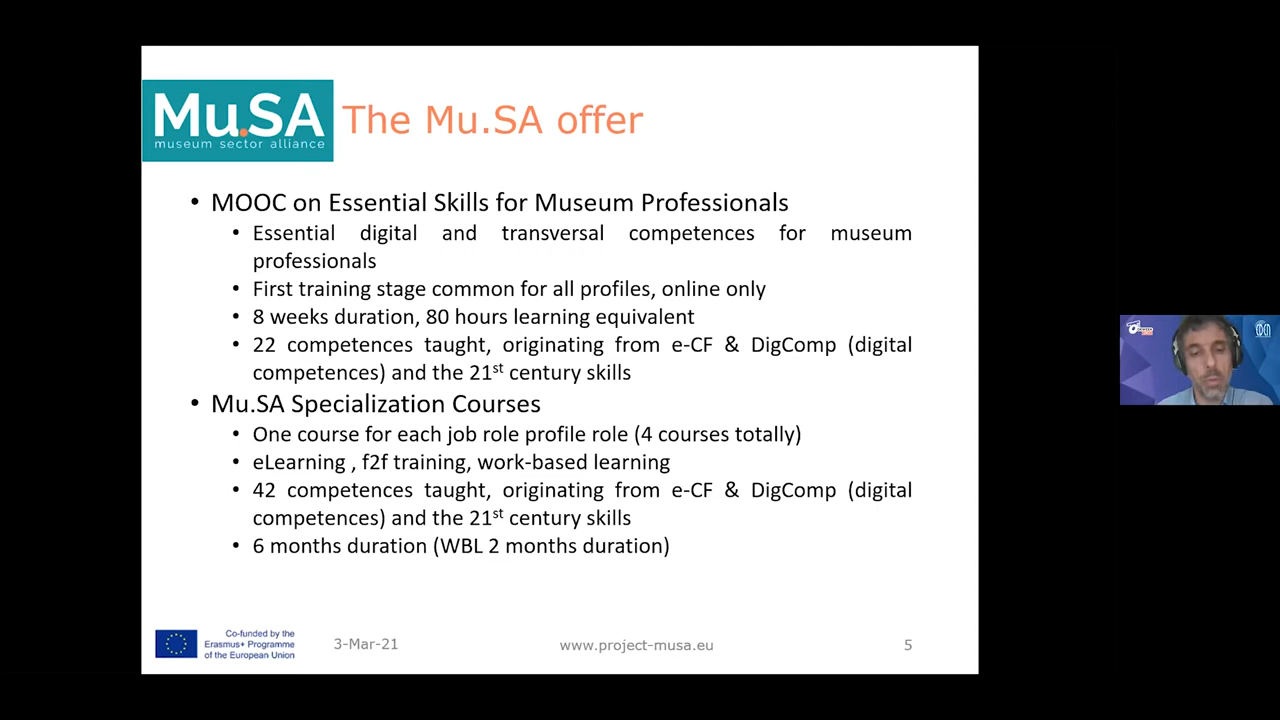 Mu.SA
museum sector alliance
The Mu.SA offer
• MOOC on Essential Skills for Museum Professionals
• Essential digital and transversal competences for museum
professionals
• First training stage common for all profiles, online only
• 8 weeks duration, 80 hours learning equivalent
• 22 competences taught, originating from e-CF & DigComp (digital
competences) and the 21st century skills
• Mu.SA Specialization Courses
• One course for each job role profile role (4 courses totally)
• eLearning , f2f training, work-based learning
• 42 competences taught, originating from e-CF & DigComp (digital
competences) and the 21st century skills
• 6 months duration (WBL 2 months duration)
Co-funded by the
Erasmus+ Programme
of the European Union
3-Mar-21
www.project-musa.eu
5